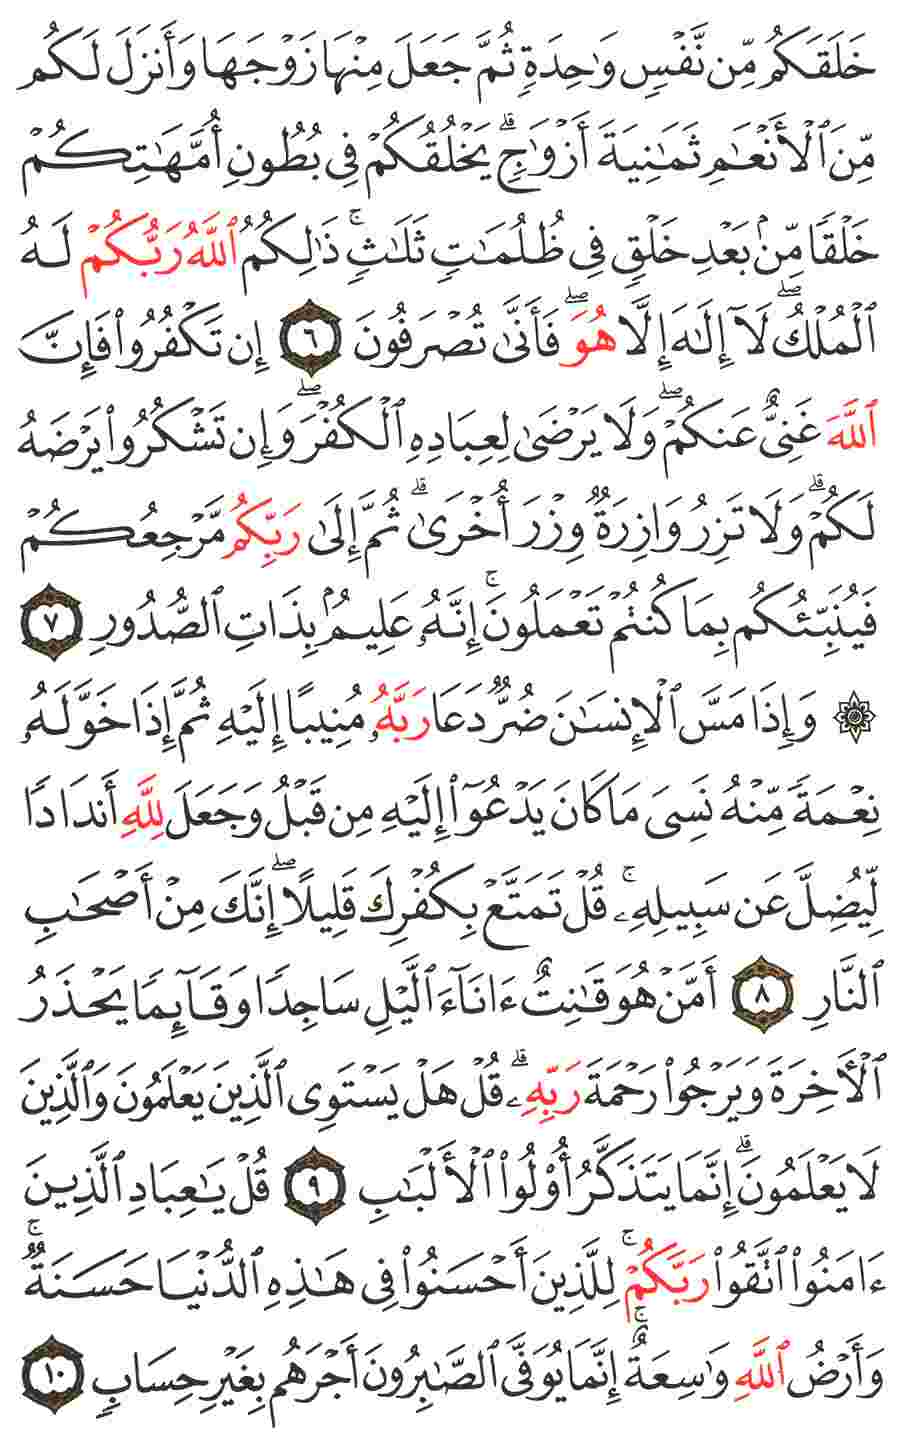 خَلَقَكُم مِّن نَّفْسٍ وَٰحِدَةٍ ثُمَّ جَعَلَ مِنْهَا زَوْجَهَا وَأَنزَلَ لَكُم
مِّنَ ٱلْأَنْعَٰمِ ثَمَٰنِيَةَ أَزْوَٰجٍ ۚ يَخْلُقُكُمْ فِى بُطُونِ أُمَّهَٰتِكُمْ
خَلْقًا مِّنۢ بَعْدِ خَلْقٍ فِى ظُلُمَٰتٍ ثَلَٰثٍ ۚ ذَٰلِكُمُ ٱللَّهُ رَبُّكُمْ لَهُ
ٱلْمُلْكُ ۖ لَآ إِلَٰهَ إِلَّا هُوَ ۖ فَأَنَّىٰ تُصْرَفُونَ ٦ إِن تَكْفُرُوا۟ فَإِنَّ
ٱللَّهَ غَنِىٌّ عَنكُمْ ۖ وَلَا يَرْضَىٰ لِعِبَادِهِ ٱلْكُفْرَ ۖ وَإِن تَشْكُرُوا۟ يَرْضَهُ
لَكُمْ ۗ وَلَا تَزِرُ وَازِرَةٌ وِزْرَ أُخْرَىٰ ۗ ثُمَّ إِلَىٰ رَبِّكُم مَّرْجِعُكُمْ
فَيُنَبِّئُكُم بِمَا كُنتُمْ تَعْمَلُونَ ۚ إِنَّهُۥ عَلِيمٌۢ بِذَاتِ ٱلصُّدُورِ ٧
۞ وَإِذَا مَسَّ ٱلْإِنسَٰنَ ضُرٌّ دَعَا رَبَّهُۥ مُنِيبًا إِلَيْهِ ثُمَّ إِذَا خَوَّلَهُۥ
نِعْمَةً مِّنْهُ نَسِىَ مَا كَانَ يَدْعُوٓا۟ إِلَيْهِ مِن قَبْلُ وَجَعَلَ لِلَّهِ أَندَادًا
لِّيُضِلَّ عَن سَبِيلِهِۦ ۚ قُلْ تَمَتَّعْ بِكُفْرِكَ قَلِيلًا ۖ إِنَّكَ مِنْ أَصْحَٰبِ
ٱلنَّارِ ٨ أَمَّنْ هُوَ قَٰنِتٌ ءَانَآءَ ٱلَّيْلِ سَاجِدًا وَقَآئِمًا يَحْذَرُ
ٱلْءَاخِرَةَ وَيَرْجُوا۟ رَحْمَةَ رَبِّهِۦ ۗ قُلْ هَلْ يَسْتَوِى ٱلَّذِينَ يَعْلَمُونَ وَٱلَّذِينَ
لَا يَعْلَمُونَ ۗ إِنَّمَا يَتَذَكَّرُ أُو۟لُوا۟ ٱلْأَلْبَٰبِ ٩ قُلْ يَٰعِبَادِ ٱلَّذِينَ
ءَامَنُوا۟ ٱتَّقُوا۟ رَبَّكُمْ ۚ لِلَّذِينَ أَحْسَنُوا۟ فِى هَٰذِهِ ٱلدُّنْيَا حَسَنَةٌ ۗ
وَأَرْضُ ٱللَّهِ وَٰسِعَةٌ ۗ إِنَّمَا يُوَفَّى ٱلصَّٰبِرُونَ أَجْرَهُم بِغَيْرِ حِسَابٍ ١٠